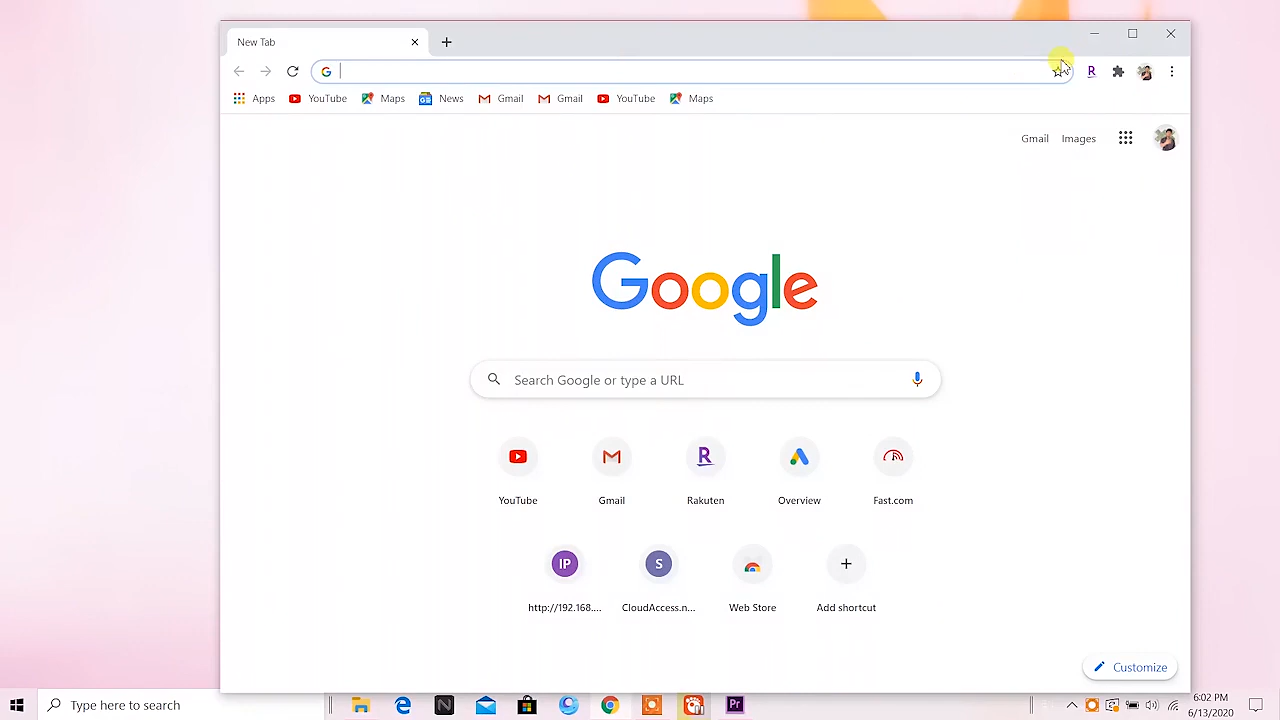 New Tab
Apps YouTube Maps News Gmail Gmail YouTube Maps
Gmail Images
Google
Search Google or type a URL
YouTube Gmail Rakuten Overview Fast.com
http://192.168.... CloudAccess.n... Web Store Add shortcut
Customize
Type here to search
6:02 PM
6/13/2020
R
R
IP
S
N
Pr